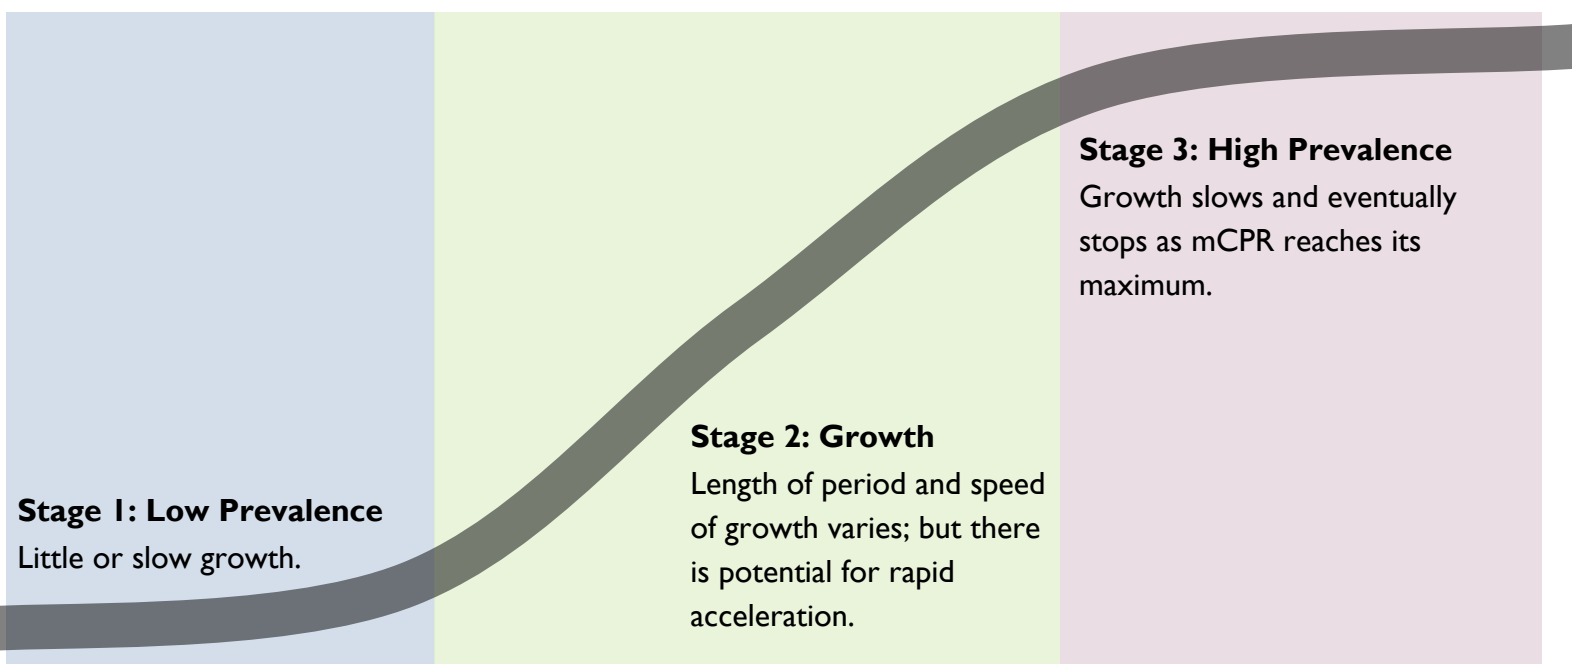 Stage 1: Low Prevalence
Little or slow growth.
Stage 2: Growth
Length of period and speed
of growth varies; but there
is potential for rapid
acceleration.
Stage 3: High Prevalence
Growth slows and eventually
stops as mCPR reaches its
maximum.